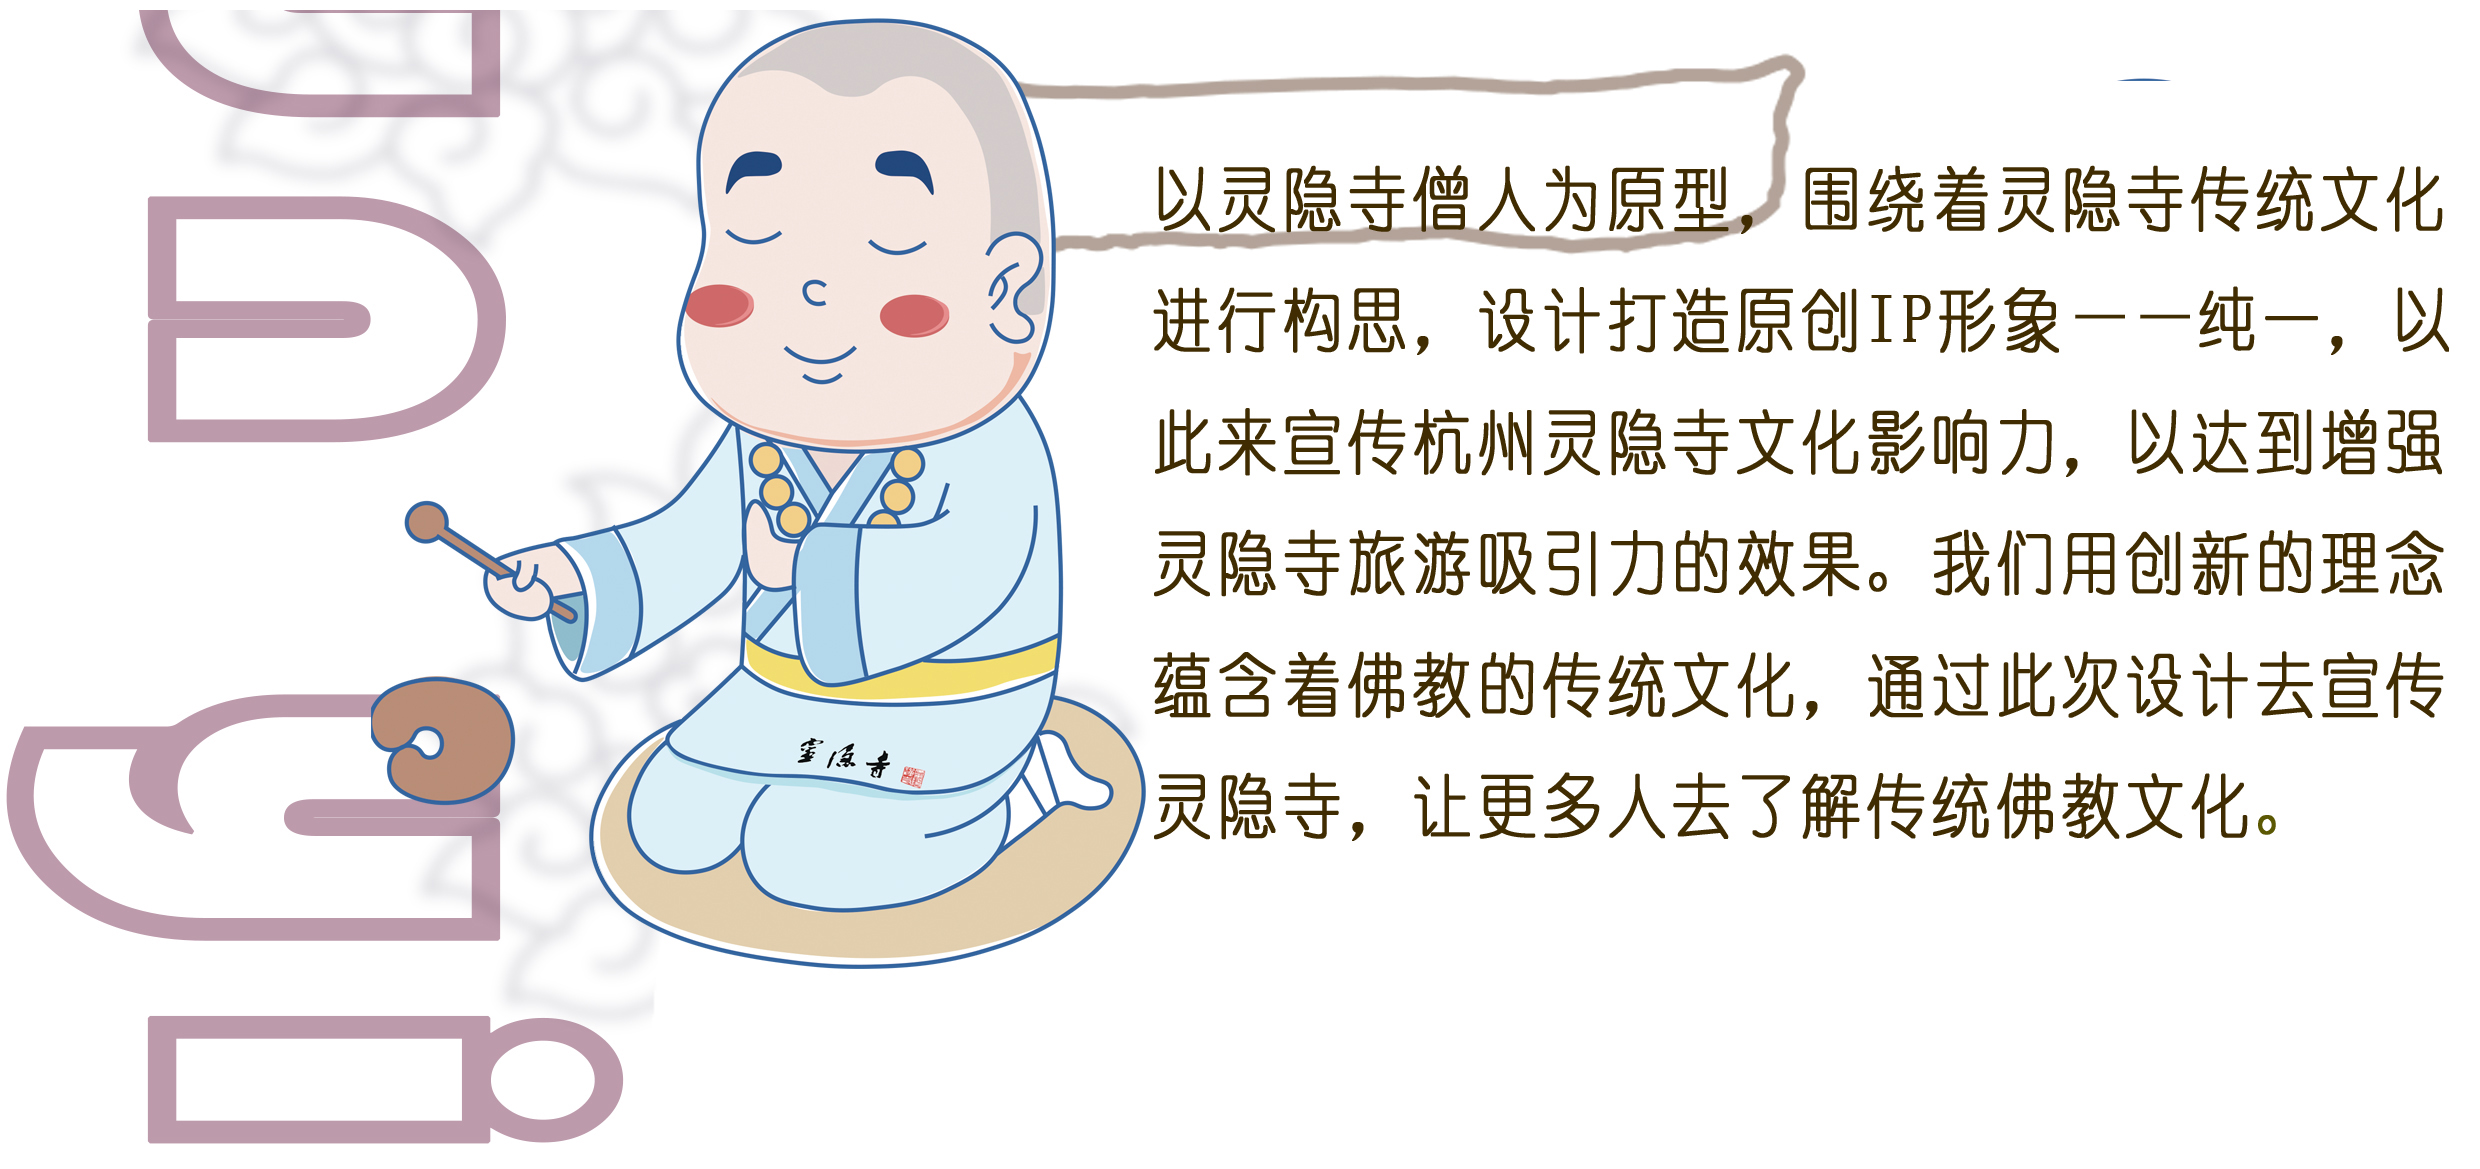 以灵隐寺僧人为原型，围绕着灵隐寺传统文化
进行构思，设计打造原创IP形象——纯一，以
此来宣传杭州灵隐寺文化影响力，以达到增强
灵隐寺旅游吸引力的效果。我们用创新的理念
蕴含着佛教的传统文化，通过此次设计去宣传
灵隐寺，让更多人去了解传统佛教文化。
靈隱寺